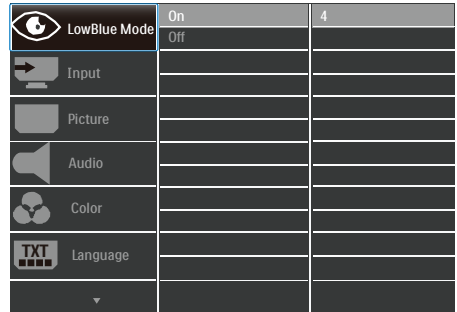 LowBlue Mode
On
4
Off
Input
Picture
Audio
Color
TXT
Language